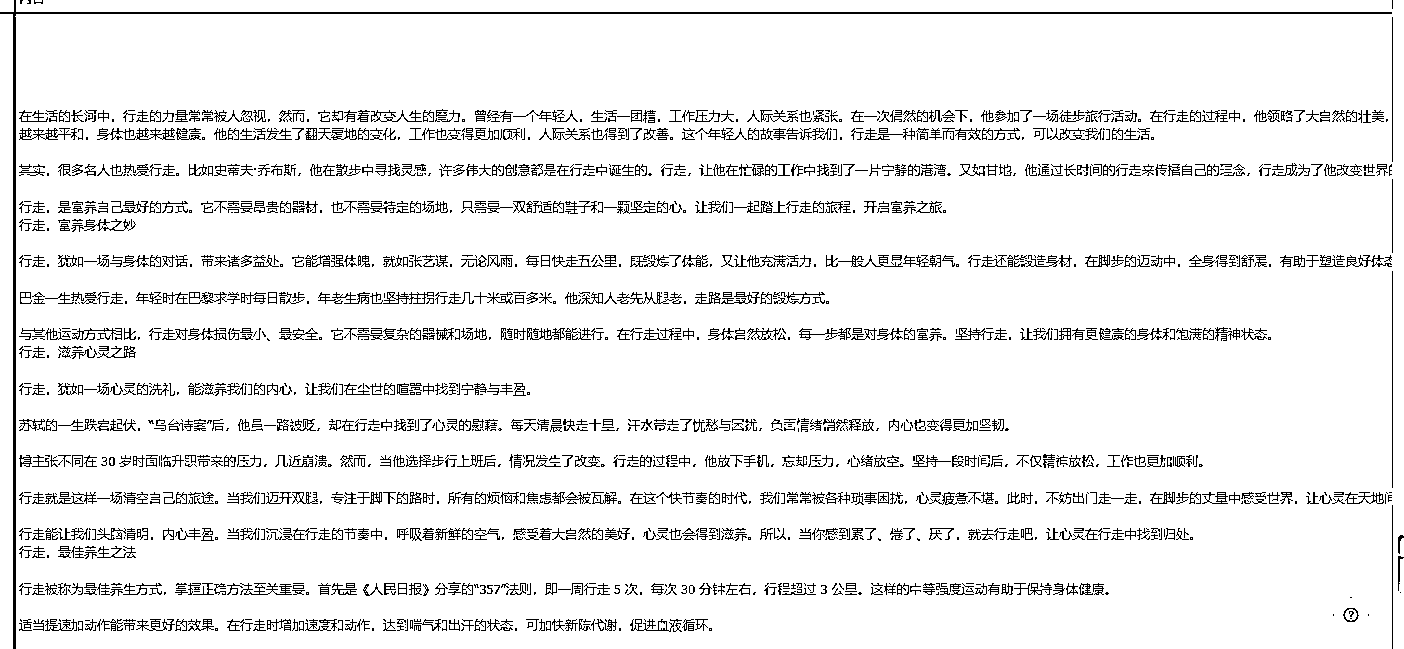 内容
在生活的长河中，行走的力量常常被人忽视，然而，它却有着改变人生的魔力。曾经有一个年轻人，生活一团糟，工作压力大，人际关系也紧张。在一次偶然的机会下，他参加了一场徒步旅行活动。在行走的过程中，他领略了大自然的壮美，
越来越平和，身体也越来越健康。他的生活发生了翻天覆地的变化，工作也变得更加顺利，人际关系也得到了改善。这个年轻人的故事告诉我们，行走是一种简单而有效的方式，可以改变我们的生活。
其实，很多名人也热爱行走。比如史蒂夫·乔布斯，他在散步中寻找灵感，许多伟大的创意都是在行走中诞生的。行走，让他在忙碌的工作中找到了一片宁静的港湾。又如甘地，他通过长时间的行走来传播自己的理念，行走成为了他改变世界的
行走，是富养自己最好的方式。它不需要昂贵的器材，也不需要特定的场地，只需要一双舒适的鞋子和一颗坚定的心。让我们一起踏上行走的旅程，开启富养之旅。
行走，富养身体之妙
行走，犹如一场与身体的对话，带来诸多益处。它能增强体魄，就如张艺谋，无论风雨，每日快走五公里，既锻炼了体能，又让他充满活力，比一般人更显年轻朝气。行走还能锻造身材，在脚步的迈动中，全身得到舒展，有助于塑造良好体态
巴金一生热爱行走，年轻时在巴黎求学时每日散步，年老生病也坚持拄拐行走几十米或百多米。他深知人老先从腿老，走路是最好的锻炼方式。
与其他运动方式相比，行走对身体损伤最小、最安全。它不需要复杂的器械和场地，随时随地都能进行。在行走过程中，身体自然放松，每一步都是对身体的富养。坚持行走，让我们拥有更健康的身体和饱满的精神状态。
行走，滋养心灵之路
行走，犹如一场心灵的洗礼，能滋养我们的内心，让我们在尘世的喧嚣中找到宁静与丰盈。
苏轼的一生跌宕起伏，“乌台诗案”后，他虽一路被贬，却在行走中找到了心灵的慰藉。每天清晨快走十里，汗水带走了忧愁与困扰，负面情绪悄然释放，内心也变得更加坚韧。
博主张不同在 30 岁时面临升职带来的压力，几近崩溃。然而，当他选择步行上班后，情况发生了改变。行走的过程中，他放下手机，忘却压力，心绪放空。坚持一段时间后，不仅精神放松，工作也更加顺利。
行走就是这样一场清空自己的旅途。当我们迈开双腿，专注于脚下的路时，所有的烦恼和焦虑都会被瓦解。在这个快节奏的时代，我们常常被各种琐事困扰，心灵疲惫不堪。此时，不妨出门走一走，在脚步的丈量中感受世界，让心灵在天地间
行走能让我们头脑清明，内心丰盈。当我们沉浸在行走的节奏中，呼吸着新鲜的空气，感受着大自然的美好，心灵也会得到滋养。所以，当你感到累了、倦了、厌了，就去行走吧，让心灵在行走中找到归处。
行走，最佳养生之法
行走被称为最佳养生方式，掌握正确方法至关重要。首先是《人民日报》分享的“357”法则，即一周行走 5 次，每次 30 分钟左右，行程超过 3 公里。这样的中等强度运动有助于保持身体健康。
适当提速加动作能带来更好的效果。在行走时增加速度和动作，达到喘气和出汗的状态，可加快新陈代谢，促进血液循环。